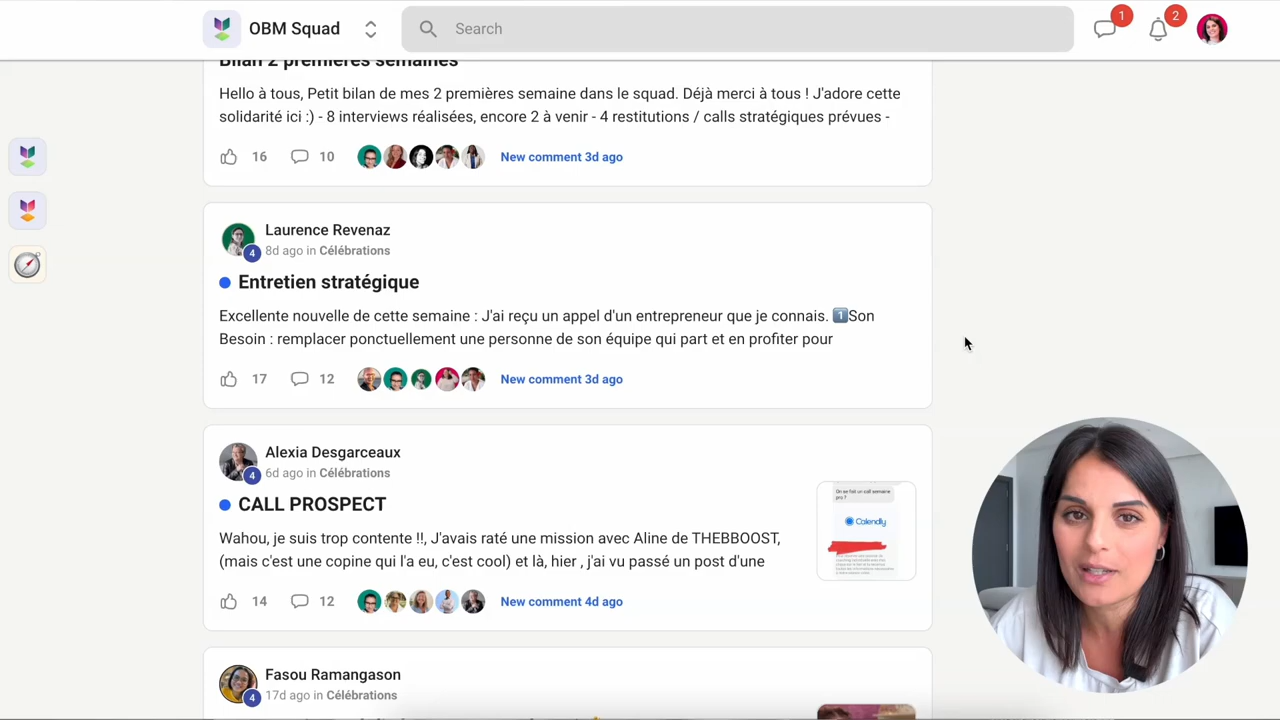 OBM Squad
Search
1
2
Bilan 2 premières semaines
Hello à tous, Petit bilan de mes 2 premières semaine dans le squad. Déjà merci à tous ! J'adore cette
solidarité ici :) - 8 interviews réalisées, encore 2 à venir - 4 restitutions / calls stratégiques prévues -
16
10
New comment 3d ago
Laurence Revenaz
4
8d ago in Célébrations
Entretien stratégique
Excellente nouvelle de cette semaine : J'ai reçu un appel d'un entrepreneur que je connais. 1️⃣Son
Besoin : remplacer ponctuellement une personne de son équipe qui part et en profiter pour
17
12
New comment 3d ago
Alexia Desgarceaux
4
6d ago in Célébrations
CALL PROSPECT
Wahou, je suis trop contente !!, J'avais raté une mission avec Aline de THEBBOOST,
(mais c'est une copine qui l'a eu, c'est cool) et là, hier , j'ai vu passé un post d'une
On se fait un call semaine
pro ?
Calendly
14
12
New comment 4d ago
Fasou Ramangason
4
17d ago in Célébrations